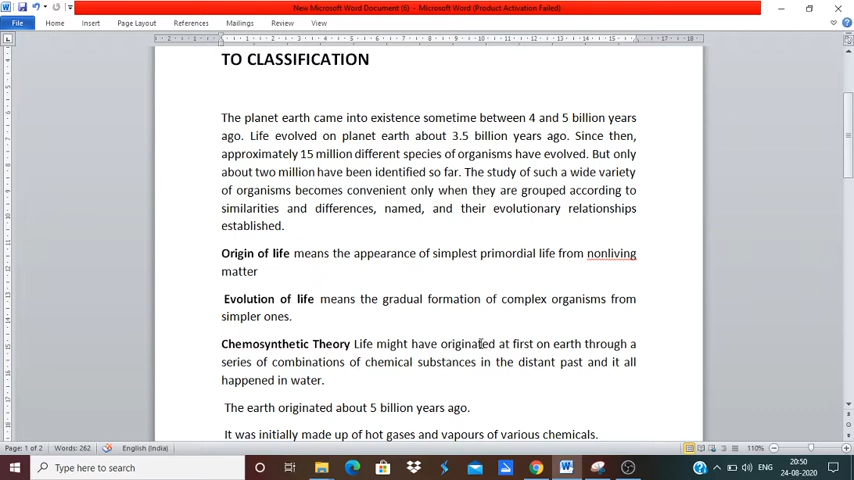 New Microsoft Word Document (6) - Microsoft Word (Product Activation Failed)
File Home Insert Page Layout References Mailings Review View
TO CLASSIFICATION
The planet earth came into existence sometime between 4 and 5 billion years
ago. Life evolved on planet earth about 3.5 billion years ago. Since then,
approximately 15 million different species of organisms have evolved. But only
about two million have been identified so far. The study of such a wide variety
of organisms becomes convenient only when they are grouped according to
similarities and differences, named, and their evolutionary relationships
established.
Origin of life means the appearance of simplest primordial life from nonliving
matter
Evolution of life means the gradual formation of complex organisms from
simpler ones.
Chemosynthetic Theory Life might have originated at first on earth through a
series of combinations of chemical substances in the distant past and it all
happened in water.
The earth originated about 5 billion years ago.
It was initially made up of hot gases and vapours of various chemicals.
Page: 1 of 2 Words: 262 English (India) 110%
Type here to search ENG 20:50
24-08-2020